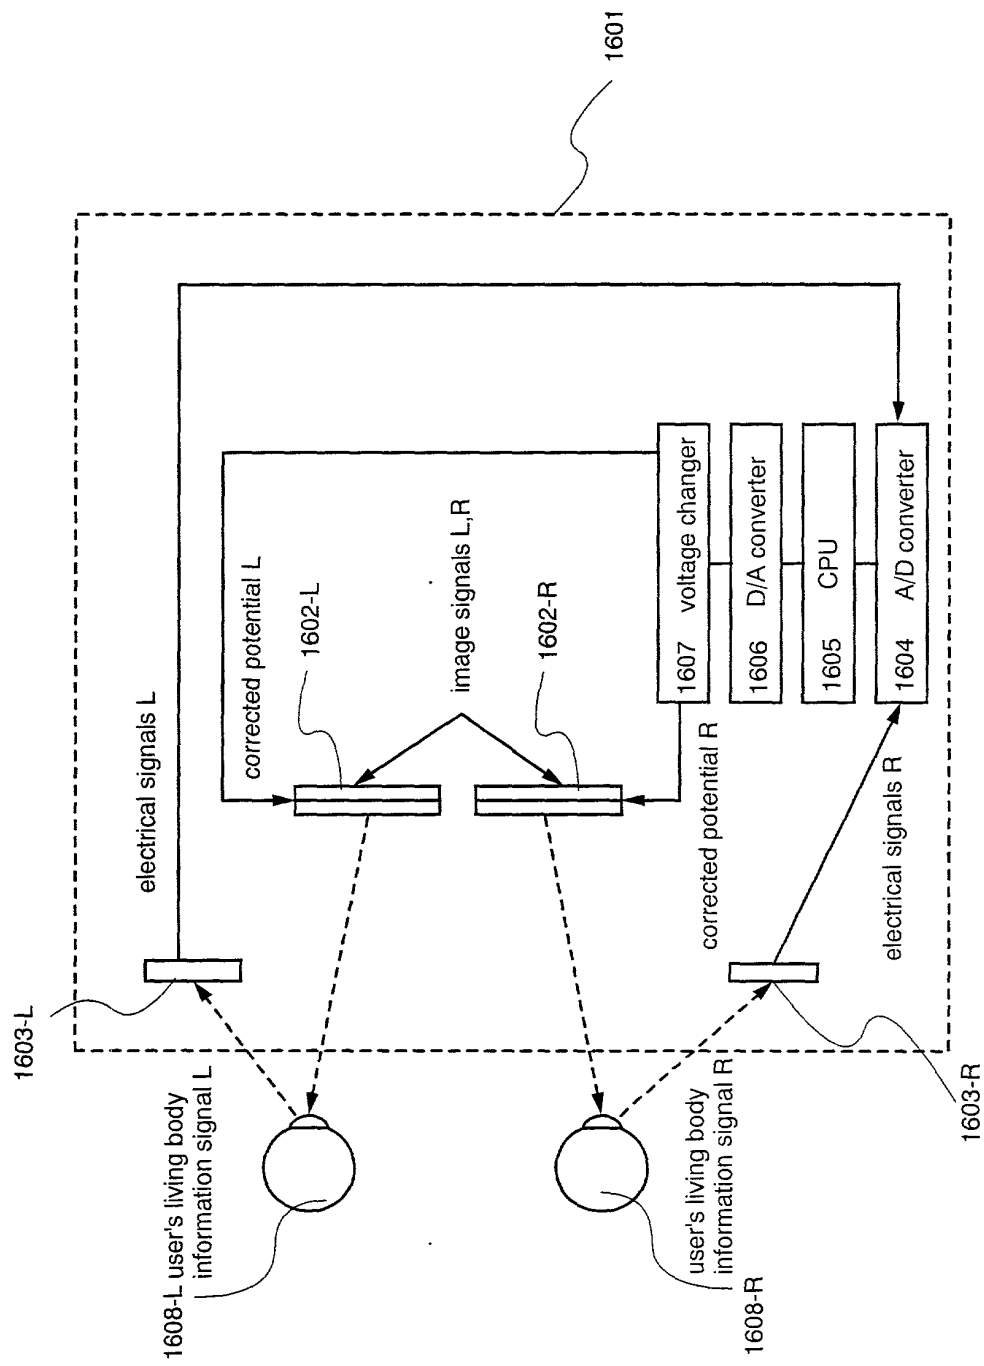 1601
1603-L
electrical signals L
corrected potential L
1602-L
image signals L,R
1602-R
1607 voltage changer
1606 D/A converter
1605 CPU
1604 A/D converter
corrected potential R
electrical signals R
1603-R
1608-L
user's living body
information signal L
user's living body
information signal R
1608-R